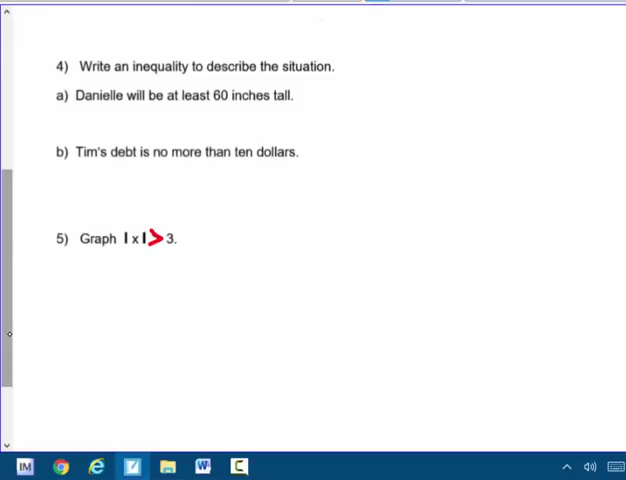 4) Write an inequality to describe the situation.
a) Danielle will be at least 60 inches tall.
b) Tim's debt is no more than ten dollars.
5) Graph | x | > 3.
IM